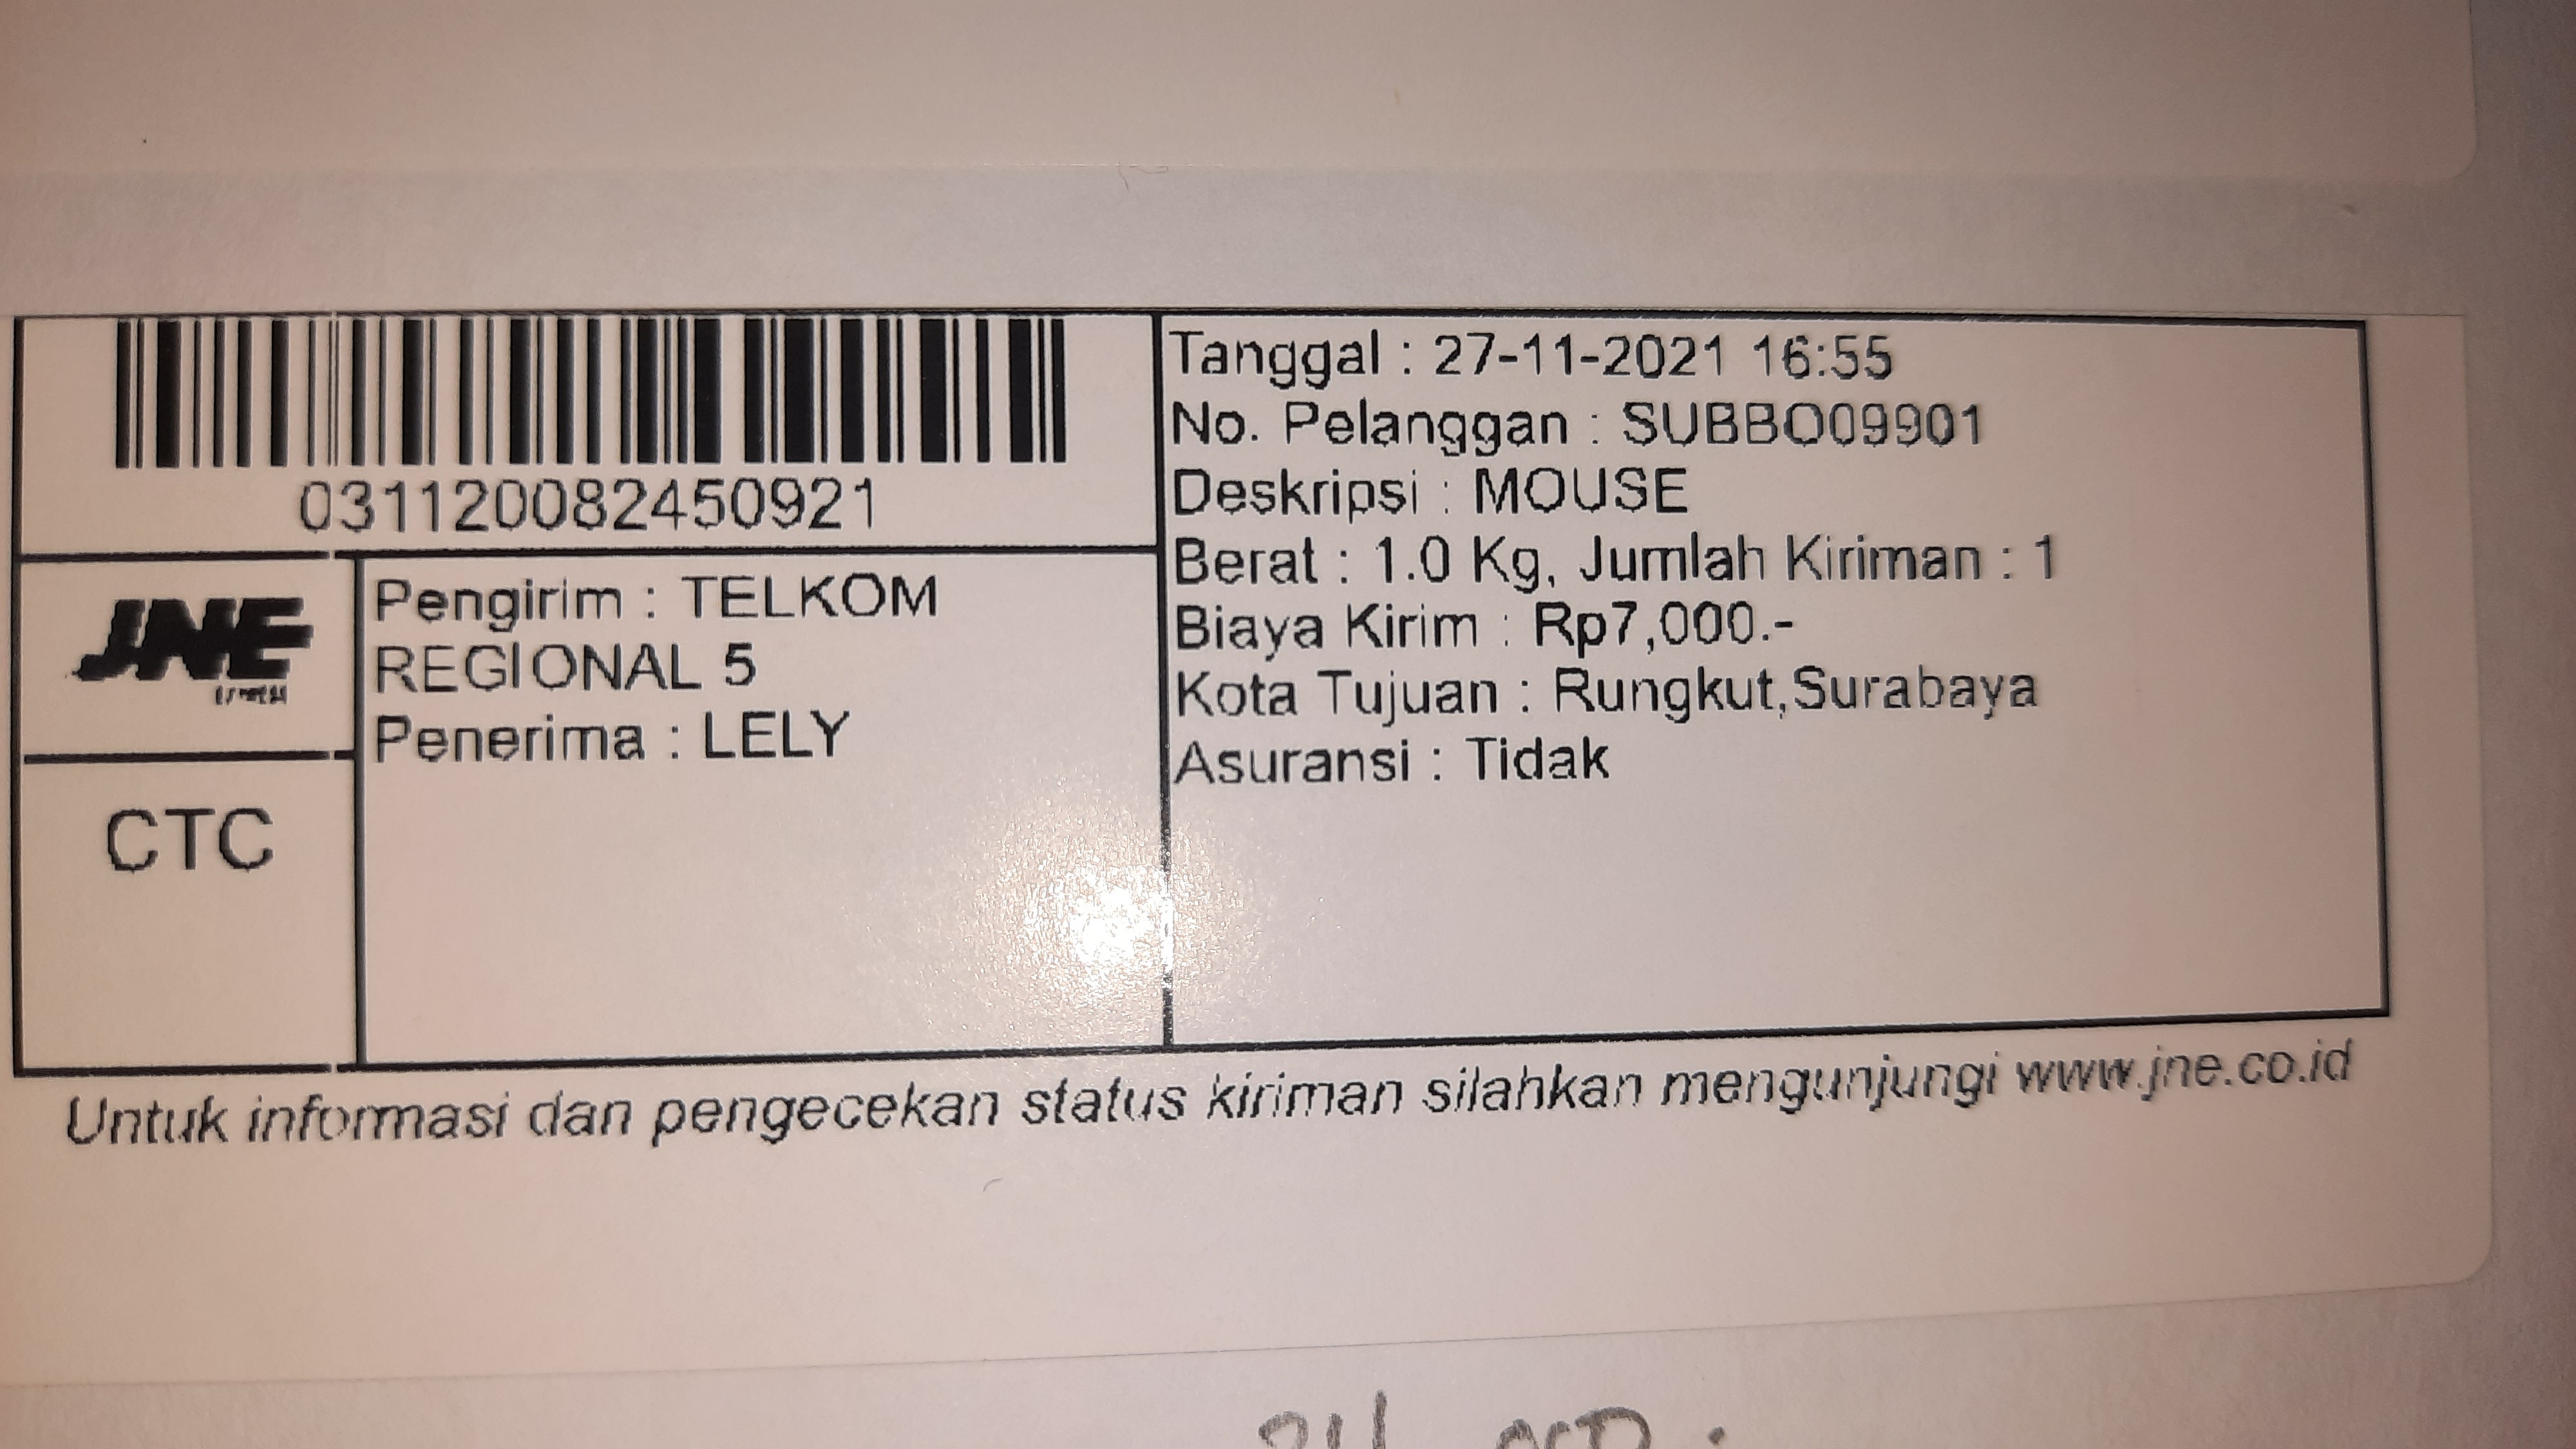 031120082450921
JNE
CTC
Pengirim : TELKOM
REGIONAL 5
Penerima : LELY
Tanggal : 27-11-2021 16:55
No. Pelanggan : SUBBO09901
Deskripsi : MOUSE
Berat : 1.0 Kg, Jumlah Kiriman : 1
Biaya Kirim : Rp7,000.-
Kota Tujuan : Rungkut,Surabaya
Asuransi : Tidak
Untuk informasi dan pengecekan status kiriman silahkan mengunjungi www.jne.co.id